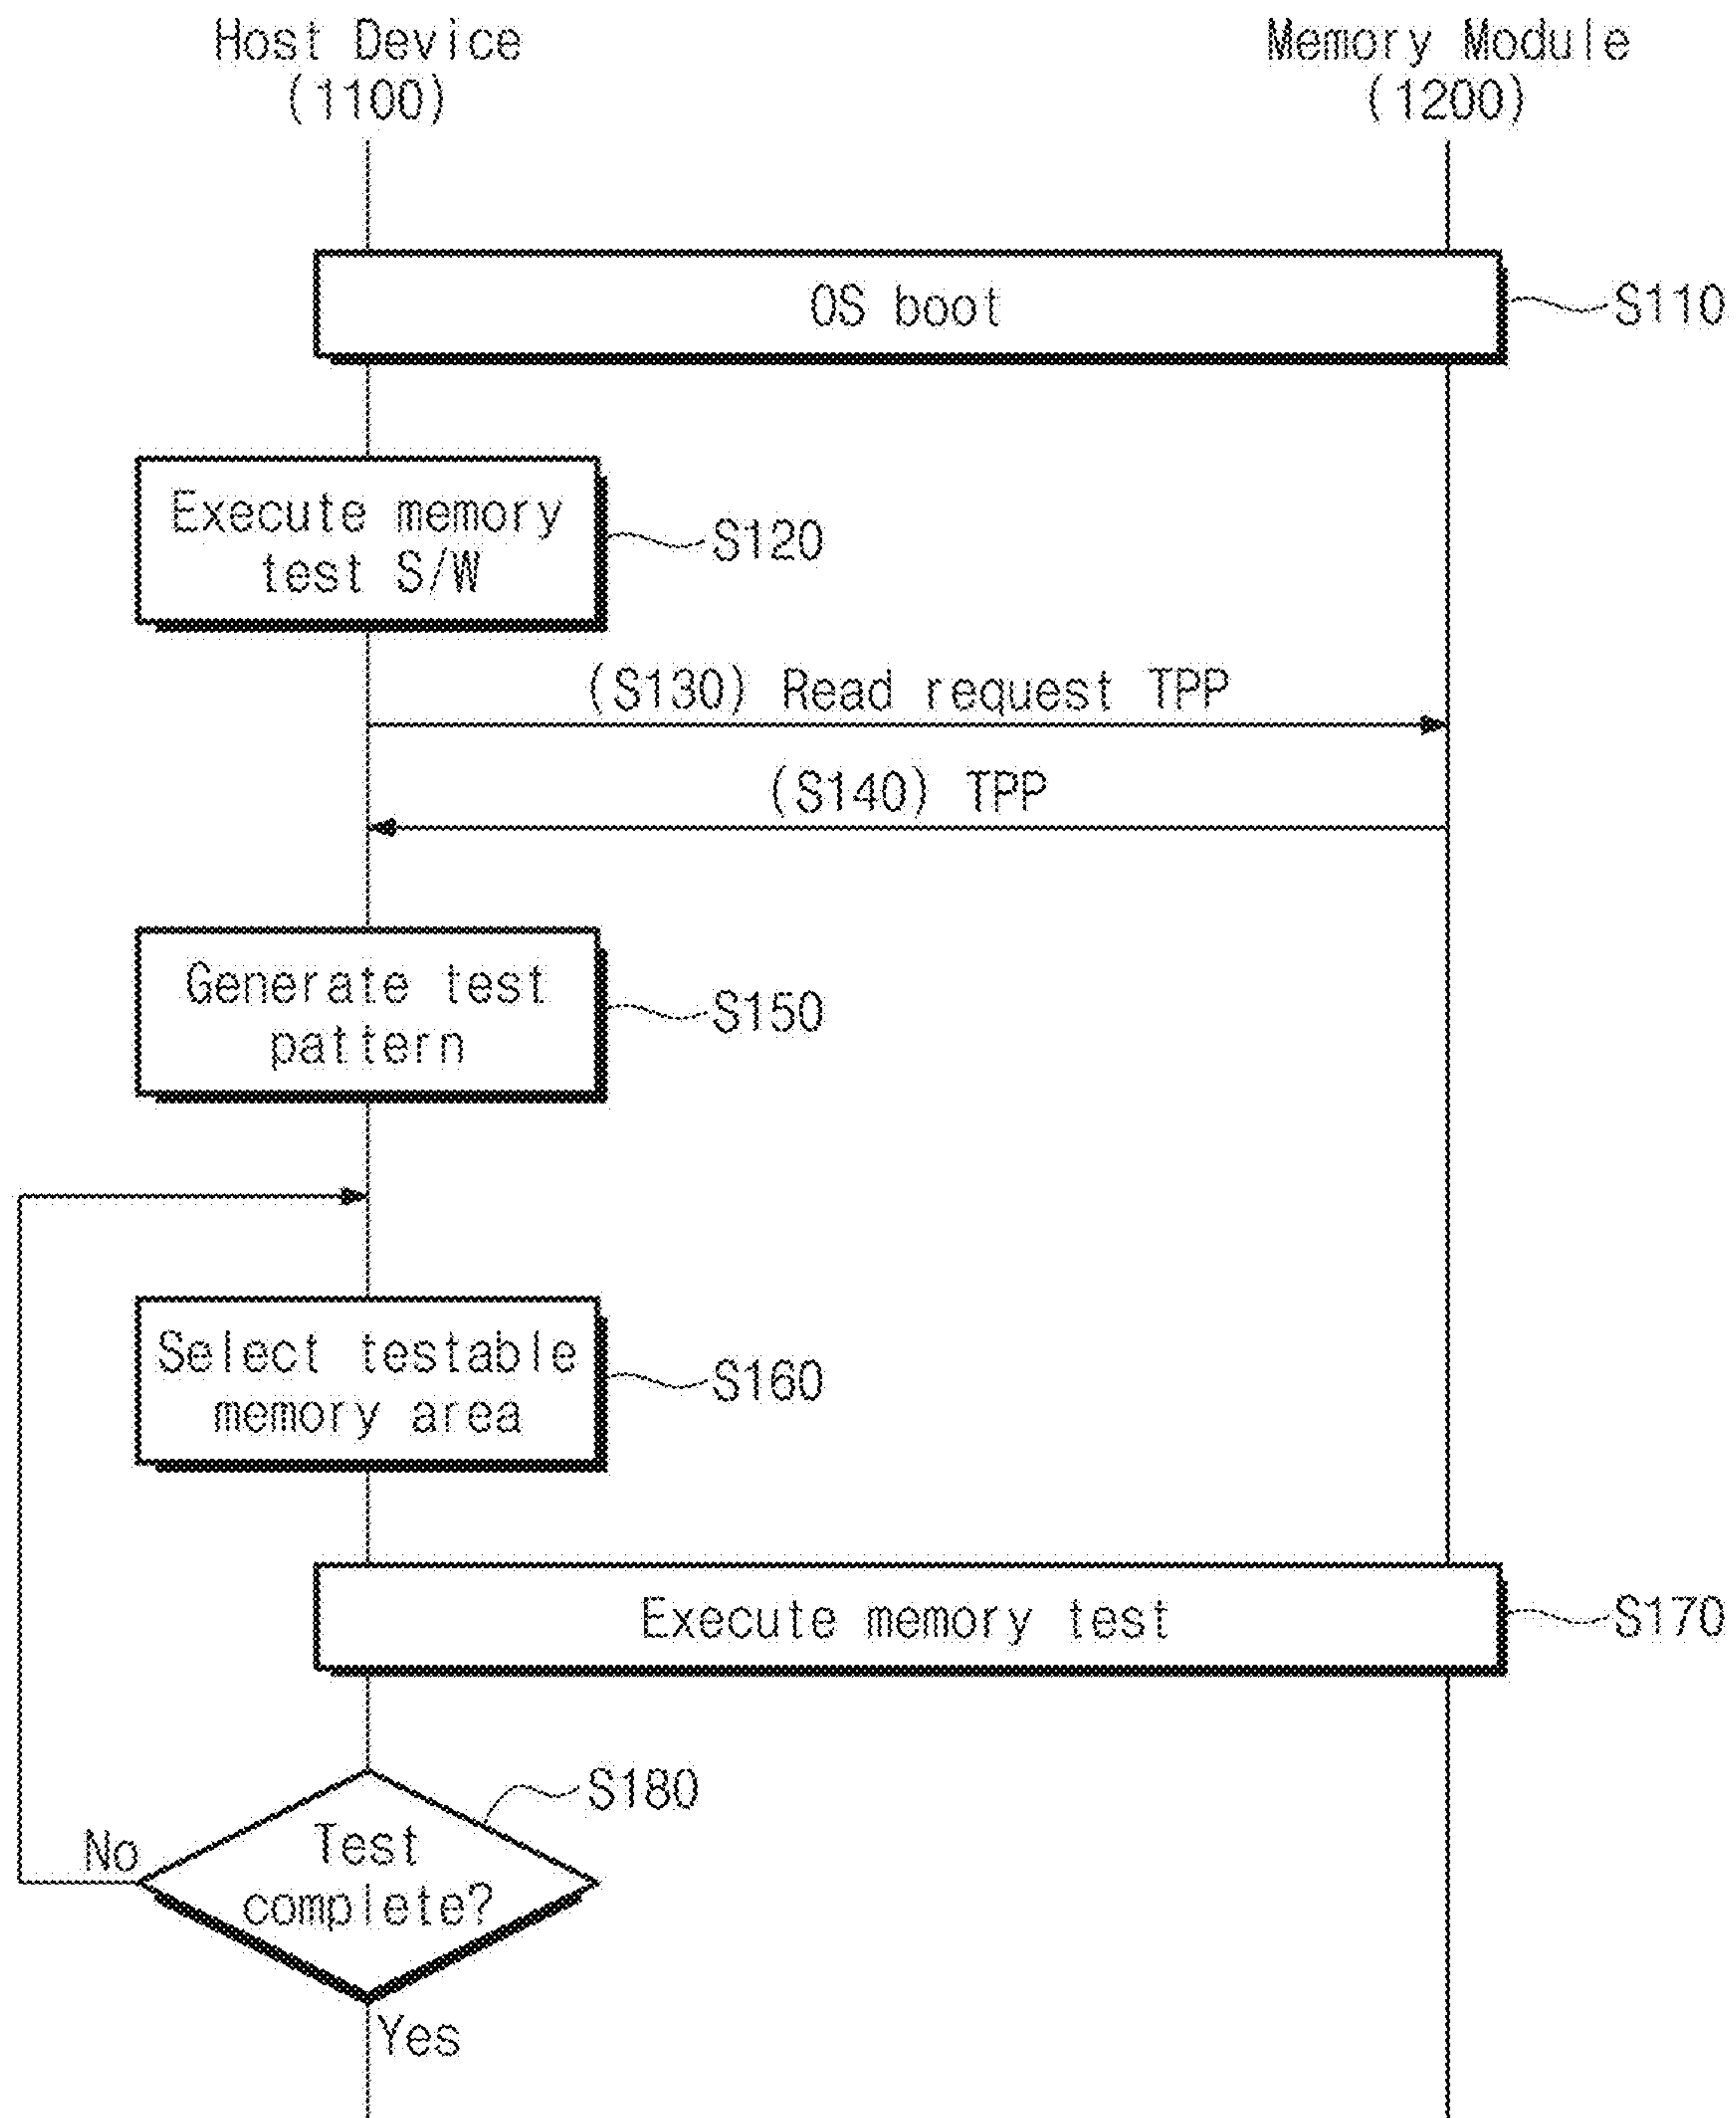 Host Device
(1100)
Memory Module
(1200)
OS boot
S110
Execute memory
test S/W
S120
(S130) Read request TPP
(S140) TPP
Generate test
pattern
S150
Select testable
memory area
S160
Execute memory test
S170
S180
Test
complete?
No
Yes